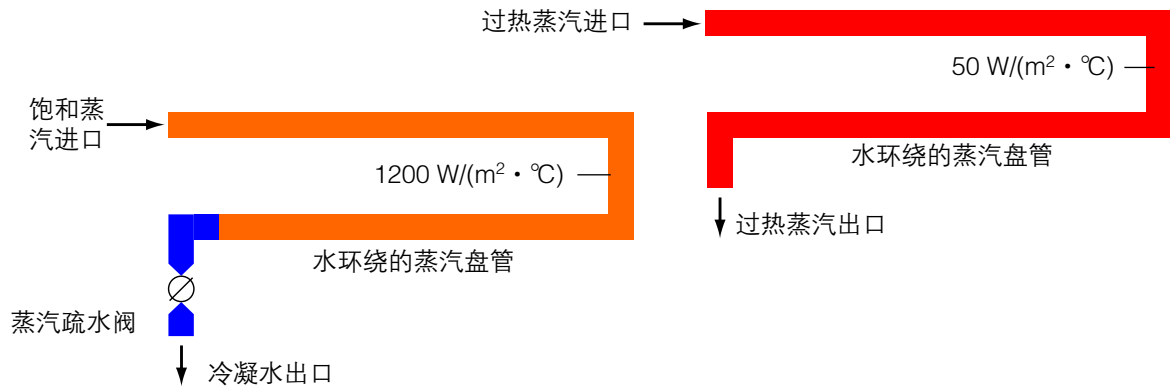 过热蒸汽进口
50 W/(m²・℃)
水环绕的蒸汽盘管
过热蒸汽出口
饱和蒸
汽进口
1200 W/(m²・℃)
水环绕的蒸汽盘管
蒸汽疏水阀
冷凝水出口